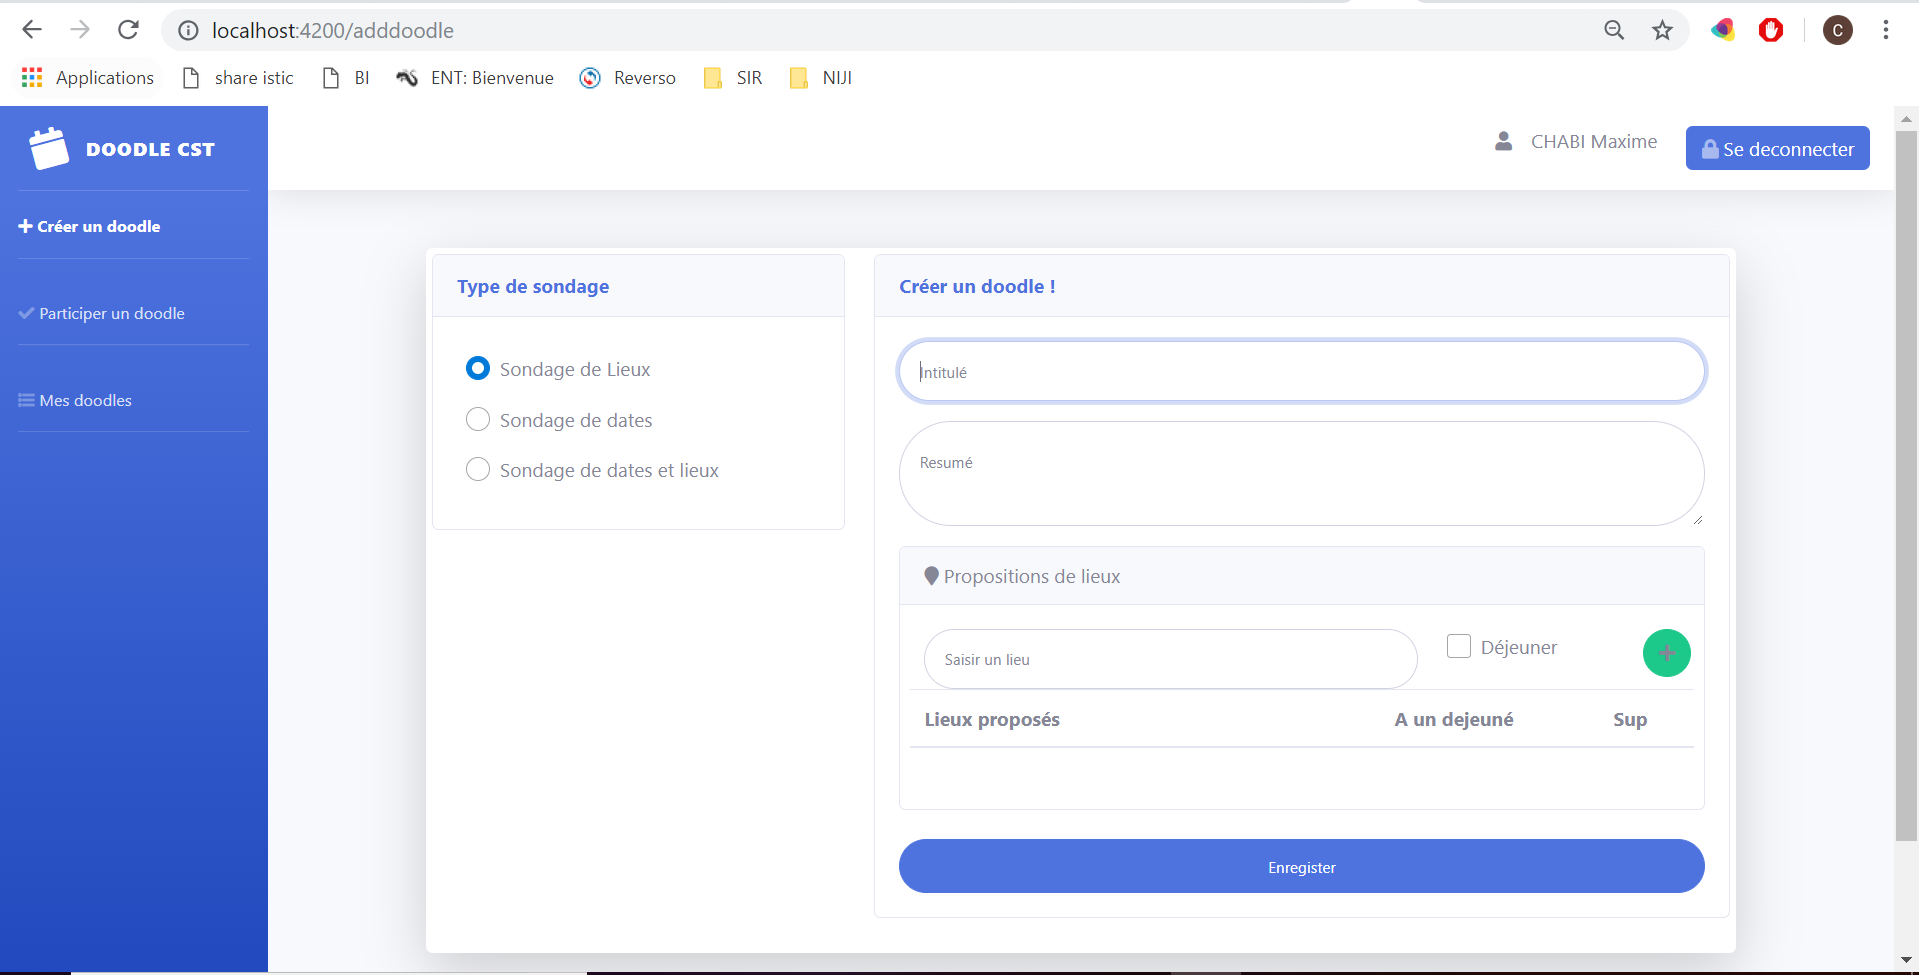 localhost:4200/adddoodle
C
Applications
share istic
BI
ENT: Bienvenue
Reverso
SIR
NIJI
DOODLE CST
CHABI Maxime
Se deconnecter
Créer un doodle
Participer un doodle
Mes doodles
Type de sondage
Sondage de Lieux
Sondage de dates
Sondage de dates et lieux
Créer un doodle !
Intitulé
Resumé
Propositions de lieux
Saisir un lieu
Déjeuner
Lieux proposés
A un dejeuné
Sup
Enregister